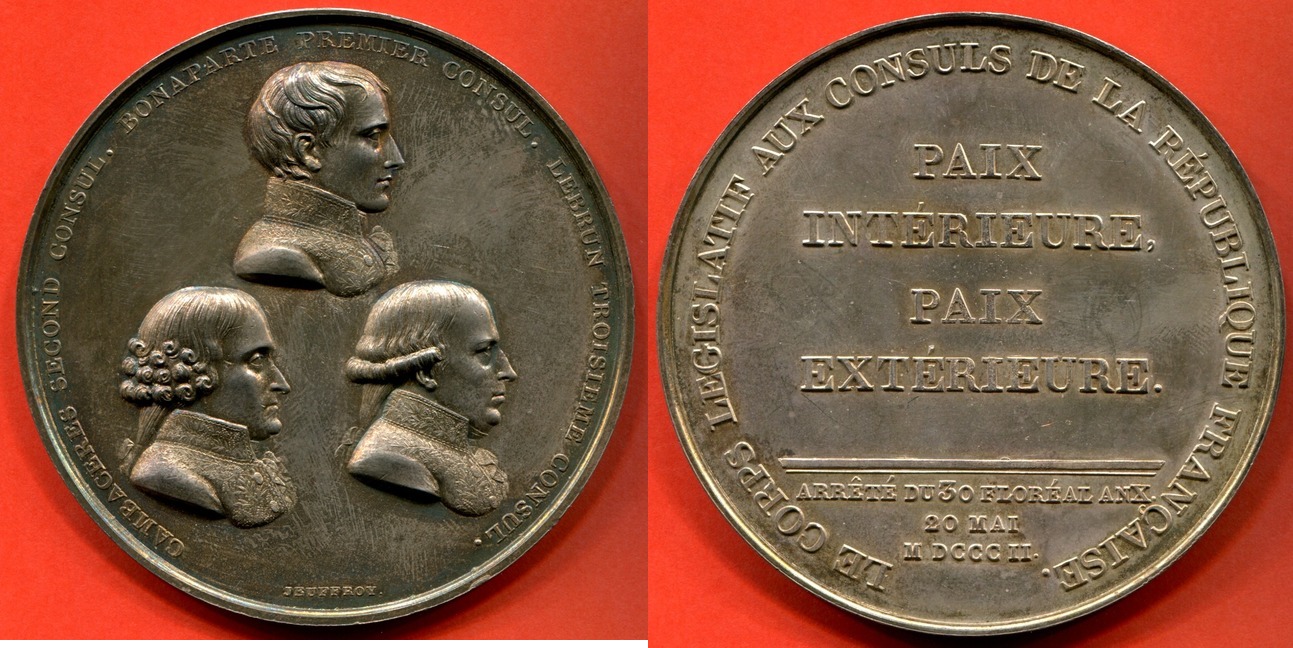 CAMBACERES SECOND CONSUL. BONAPARTE PREMIER CONSUL. LEBRUN TROISIEME CONSUL.
JEUFFROY.
LE CORPS LEGISLATIF AUX CONSULS DE LA RÉPUBLIQUE FRANÇAISE.
PAIX
INTÉRIEURE,
PAIX
EXTÉRIEURE.
ARRÊTÉ DU 30 FLORÉAL AN X.
20 MAI
M DCCC II.